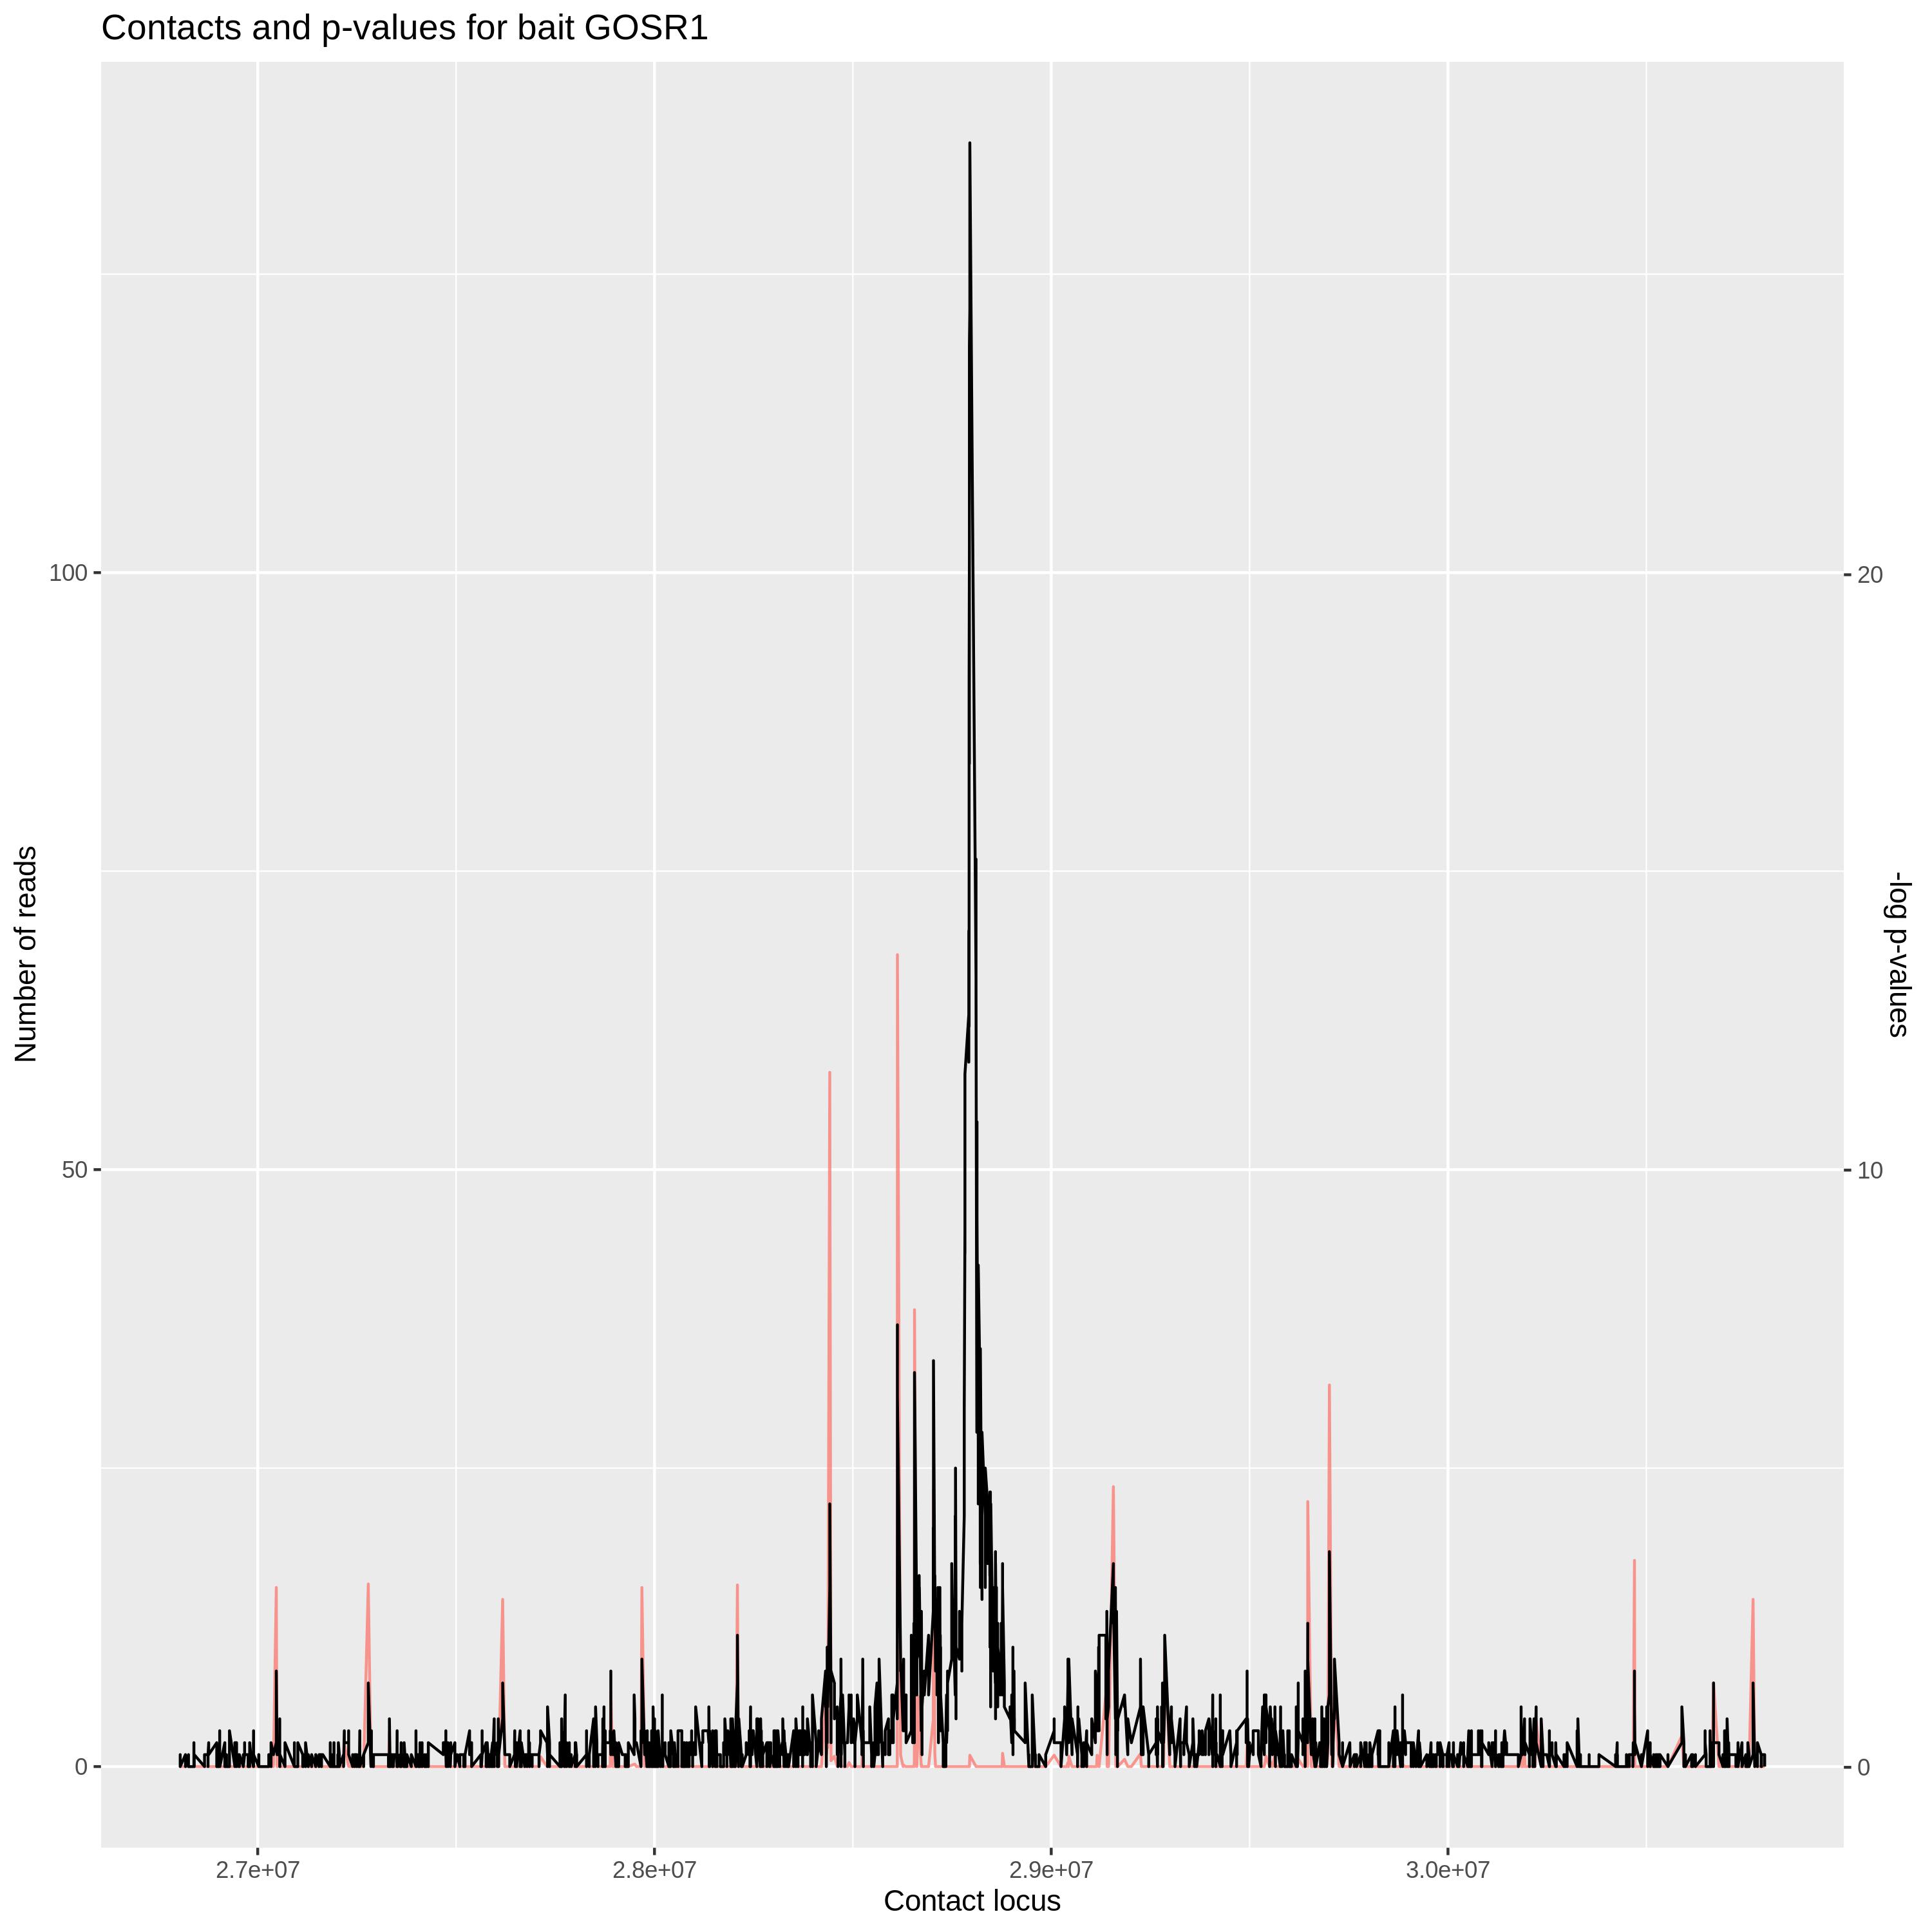 Contacts and p-values for bait GOSR1
100
50
0
Number of reads
20
10
0
-log p-values
2.7e+07
2.8e+07
2.9e+07
3.0e+07
Contact locus